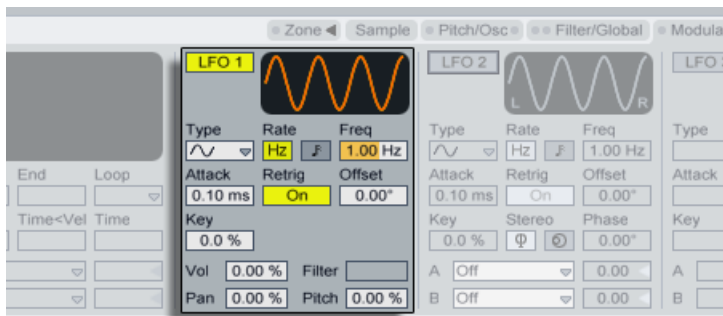 Zone Sample Pitch/Osc Filter/Global Modula
LFO 1 LFO 2 LFO
L R
Type Rate Freq Type Rate Freq Type
Hz 1.00 Hz Hz 1.00 Hz
End Loop Attack Retrig Offset Attack Retrig Offset Attack
0.10 ms On 0.00° 0.10 ms On 0.00°
Time<Vel Time Key Key Stereo Phase Key
0.0 % 0.0 % Φ 0.00°
Vol 0.00 % Filter A Off 0.00 A
Pan 0.00 % Pitch 0.00 % B Off 0.00 B